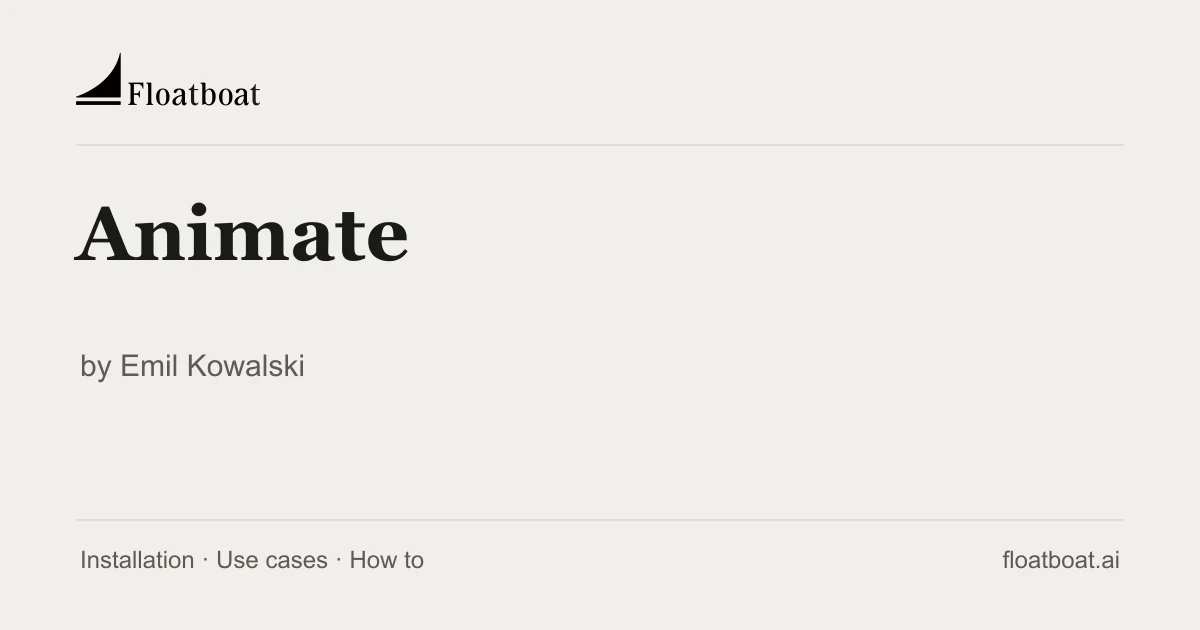 Floatboat
Animate
by Emil Kowalski
Installation · Use cases · How to
floatboat.ai